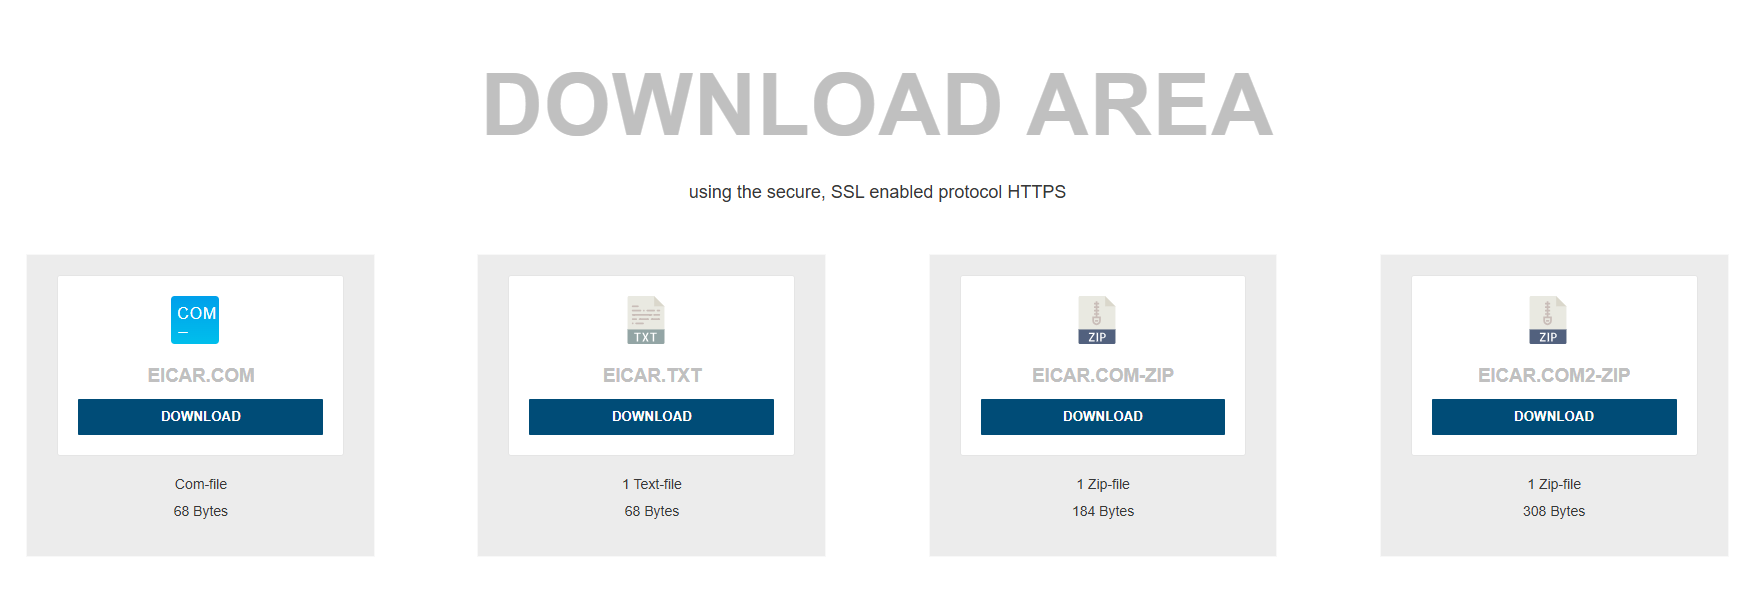 DOWNLOAD AREA
using the secure, SSL enabled protocol HTTPS
COM
_
EICAR.COM
DOWNLOAD
Com-file
68 Bytes
TXT
EICAR.TXT
DOWNLOAD
1 Text-file
68 Bytes
ZIP
EICAR.COM-ZIP
DOWNLOAD
1 Zip-file
184 Bytes
ZIP
EICAR.COM2-ZIP
DOWNLOAD
1 Zip-file
308 Bytes